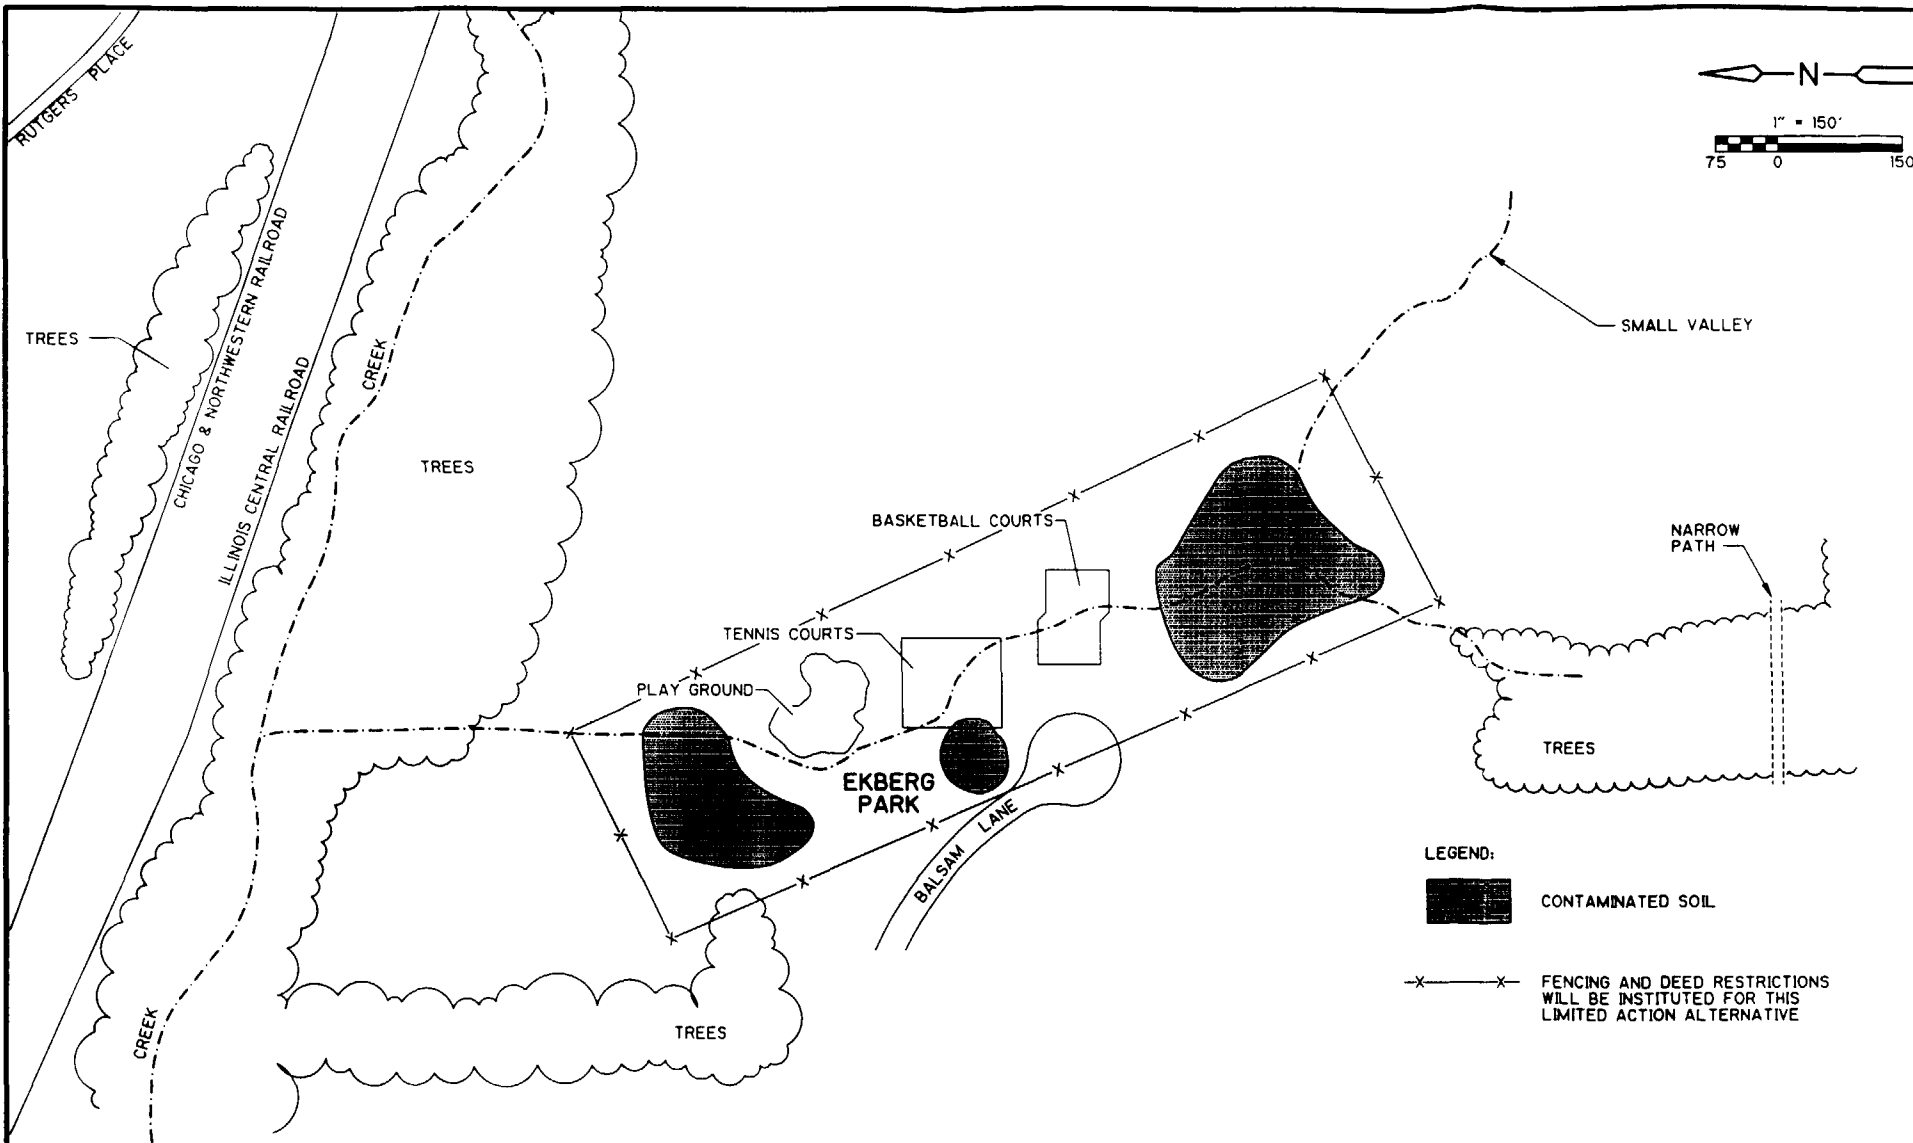 RUTGERS PLACE
N
1" = 150'
75 0 150
SMALL VALLEY
TREES
CHICAGO & NORTHWESTERN RAILROAD
ILLINOIS CENTRAL RAILROAD
CREEK
TREES
BASKETBALL COURTS
NARROW
PATH
TENNIS COURTS
PLAY GROUND
TREES
EKBERG
PARK
BALSAM LANE
LEGEND:
CONTAMINATED SOIL
X X FENCING AND DEED RESTRICTIONS
WILL BE INSTITUTED FOR THIS
LIMITED ACTION ALTERNATIVE
TREES
CREEK